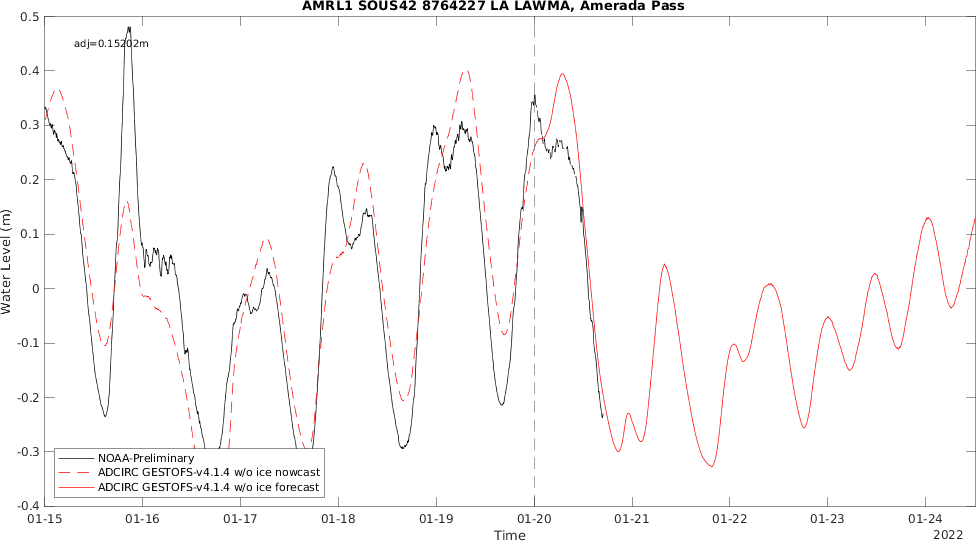 AMRL1 SOUS42 8764227 LA LAWMA, Amerada Pass
0.5
adj=0.15202m
0.4
0.3
0.2
0.1
0
-0.1
-0.2
-0.3
-0.4
Water Level (m)
NOAA-Preliminary
ADCIRC GESTOFS-v4.1.4 w/o ice nowcast
ADCIRC GESTOFS-v4.1.4 w/o ice forecast
01-15 01-16 01-17 01-18 01-19 01-20 01-21 01-22 01-23 01-24
Time
2022